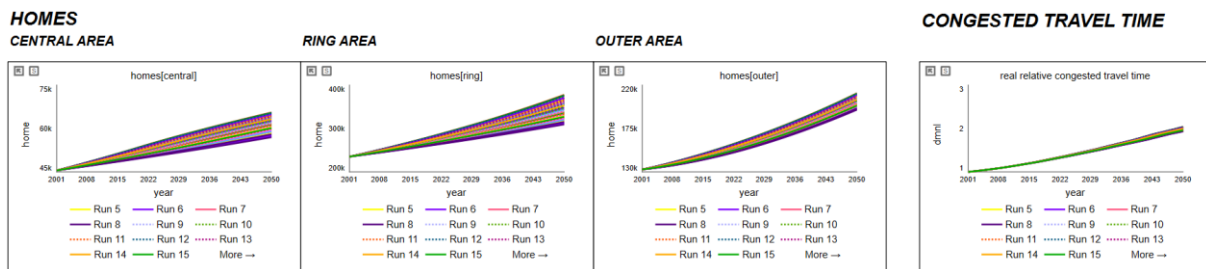 HOMES
CENTRAL AREA
RING AREA
OUTER AREA
CONGESTED TRAVEL TIME
R S
homes[central]
75k
60k
45k
home
2001 2008 2015 2022 2029 2036 2043 2050
year
Run 5 Run 6 Run 7
Run 8 Run 9 Run 10
Run 11 Run 12 Run 13
Run 14 Run 15 More →
R S
homes[ring]
400k
300k
200k
home
2001 2008 2015 2022 2029 2036 2043 2050
year
Run 5 Run 6 Run 7
Run 8 Run 9 Run 10
Run 11 Run 12 Run 13
Run 14 Run 15 More →
R S
homes[outer]
220k
175k
130k
home
2001 2008 2015 2022 2029 2036 2043 2050
year
Run 5 Run 6 Run 7
Run 8 Run 9 Run 10
Run 11 Run 12 Run 13
Run 14 Run 15 More →
R S
real relative congested travel time
3
2
1
dmnl
2001 2008 2015 2022 2029 2036 2043 2050
year
Run 5 Run 6 Run 7
Run 8 Run 9 Run 10
Run 11 Run 12 Run 13
Run 14 Run 15 More →